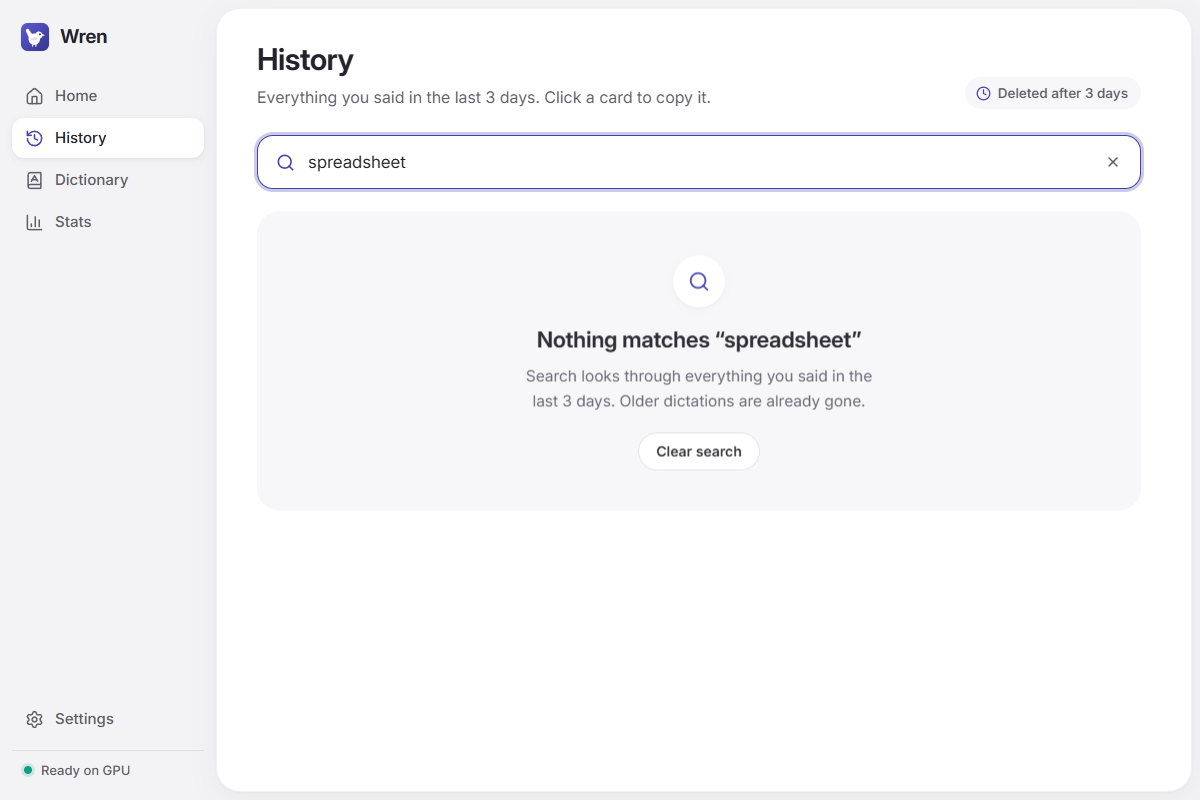 Wren
Home
History
Dictionary
Stats
Settings
Ready on GPU
History
Everything you said in the last 3 days. Click a card to copy it.
Deleted after 3 days
spreadsheet
Nothing matches “spreadsheet”
Search looks through everything you said in the
last 3 days. Older dictations are already gone.
Clear search